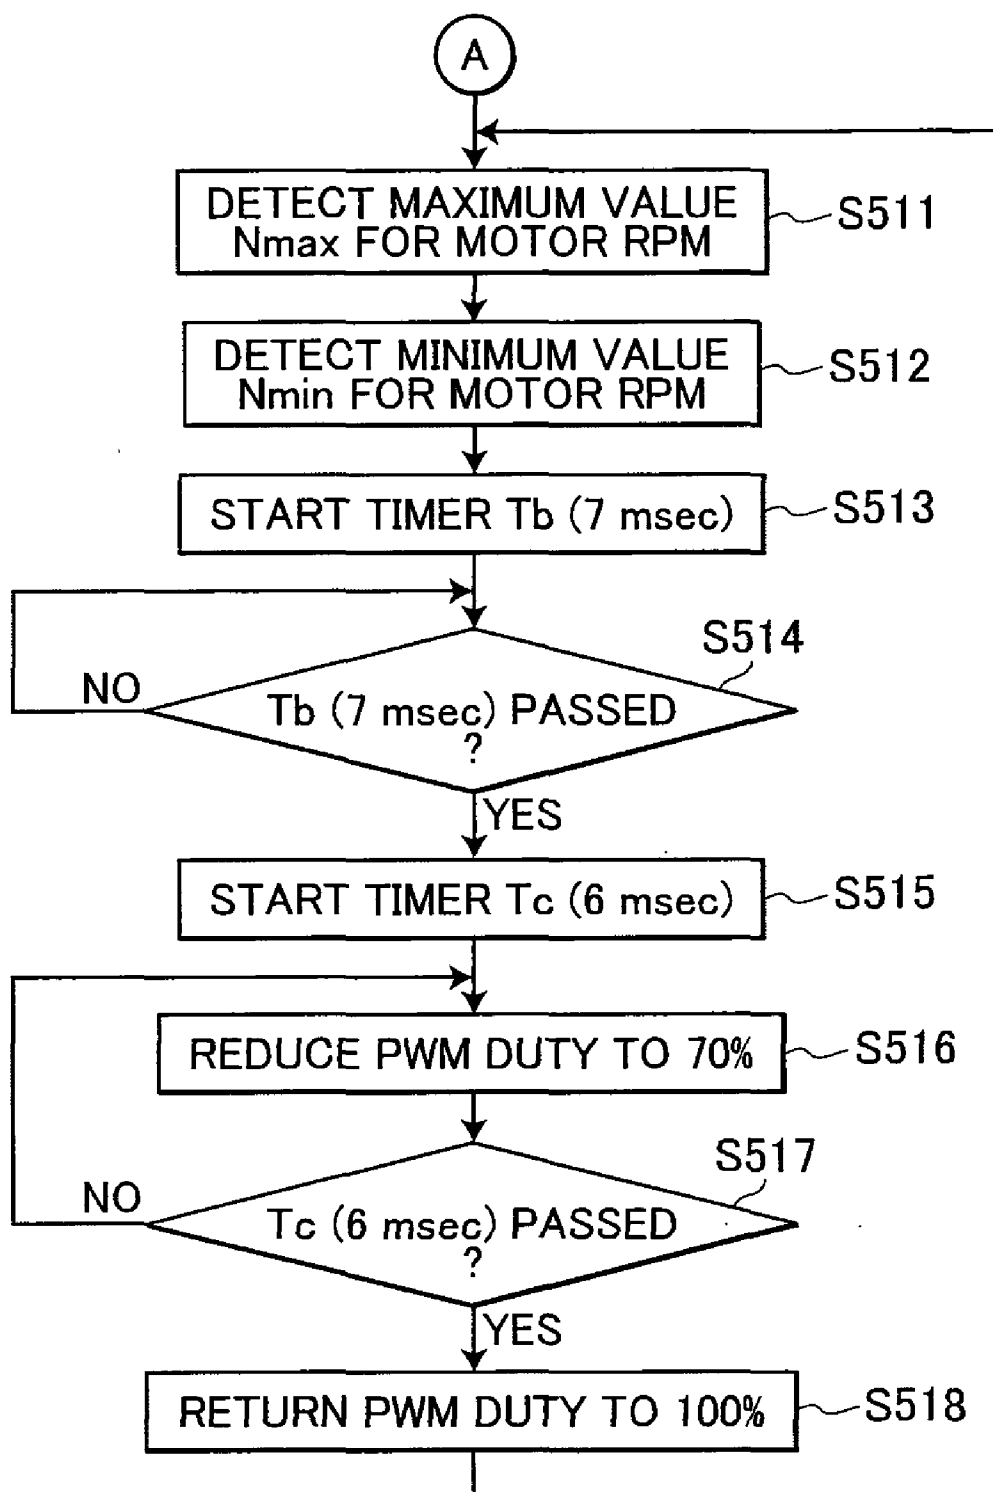 A
DETECT MAXIMUM VALUE
Nmax FOR MOTOR RPM
S511
DETECT MINIMUM VALUE
Nmin FOR MOTOR RPM
S512
START TIMER Tb (7 msec)
S513
S514
NO
Tb (7 msec) PASSED
?
YES
START TIMER Tc (6 msec)
S515
REDUCE PWM DUTY TO 70%
S516
S517
NO
Tc (6 msec) PASSED
?
YES
RETURN PWM DUTY TO 100%
S518